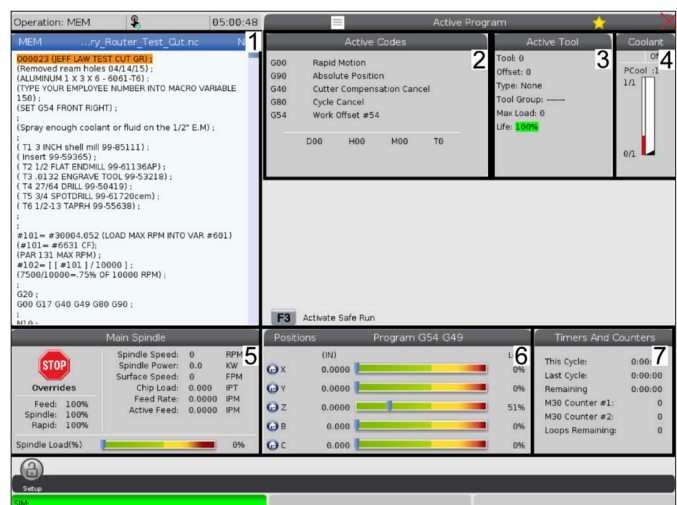 Operation: MEM 05:00:48 Active Program
MEM ...ry_Router_Test_Cut.nc N 1
O00023 (JEFF LAW TEST CUT GR) ;
(Removed ream holes 04/14/15) ;
(ALUMINUM 1 X 3 X 6 - 6061-T6) ;
(TYPE YOUR EMPLOYEE NUMBER INTO MACRO VARIABLE
150) ;
(SET G54 FRONT RIGHT) ;
;
(Spray enough coolant or fluid on the 1/2" E.M) ;
;
( T1 3 INCH shell mill 99-85111) ;
( Insert 99-59365) ;
( T2 1/2 FLAT ENDMILL 99-61136AP) ;
( T3 .0132 ENGRAVE TOOL 99-53218) ;
( T4 27/64 DRILL 99-50419) ;
( T5 3/4 SPOTDRILL 99-61720cem) ;
( T6 1/2-13 TAPRH 99-55638) ;
;
;
#101= #30004.052 (LOAD MAX RPM INTO VAR #601)
(#101= #6631 CF);
(PAR 131 MAX RPM) ;
#102= [ [ #101 ] / 10000 ] ;
(7500/10000=.75% OF 10000 RPM) ;
;
G20 ;
G00 G17 G40 G49 G80 G90 ;
;
N10 ;
Active Codes
2
G00 Rapid Motion
G90 Absolute Position
G40 Cutter Compensation Cancel
G80 Cycle Cancel
G54 Work Offset #54
D00 H00 M00 T0
Active Tool
3
Tool: 0
Offset: 0
Type: None
Tool Group: -------
Max Load: 0
Life: 100%
Coolant
4
PCool :1
1/1
0/1
F3 Activate Safe Run
Main Spindle
5
STOP
Overrides
Feed: 100%
Spindle: 100%
Rapid: 100%
Spindle Speed: 0 RPM
Spindle Power: 0.0 KW
Surface Speed: 0 FPM
Chip Load: 0.000 IPT
Feed Rate: 0.0000 IPM
Active Feed: 0.0000 IPM
Spindle Load(%) 0%
Positions Program G54 G49
6
(IN)
X 0.0000 0%
Y 0.0000 0%
Z 0.0000 51%
B 0.000 0%
C 0.000 0%
Timers And Counters
7
This Cycle: 0:00:
Last Cycle: 0:00:00
Remaining 0:00:00
M30 Counter #1: 0
M30 Counter #2: 0
Loops Remaining: 0
Setup
SIM: